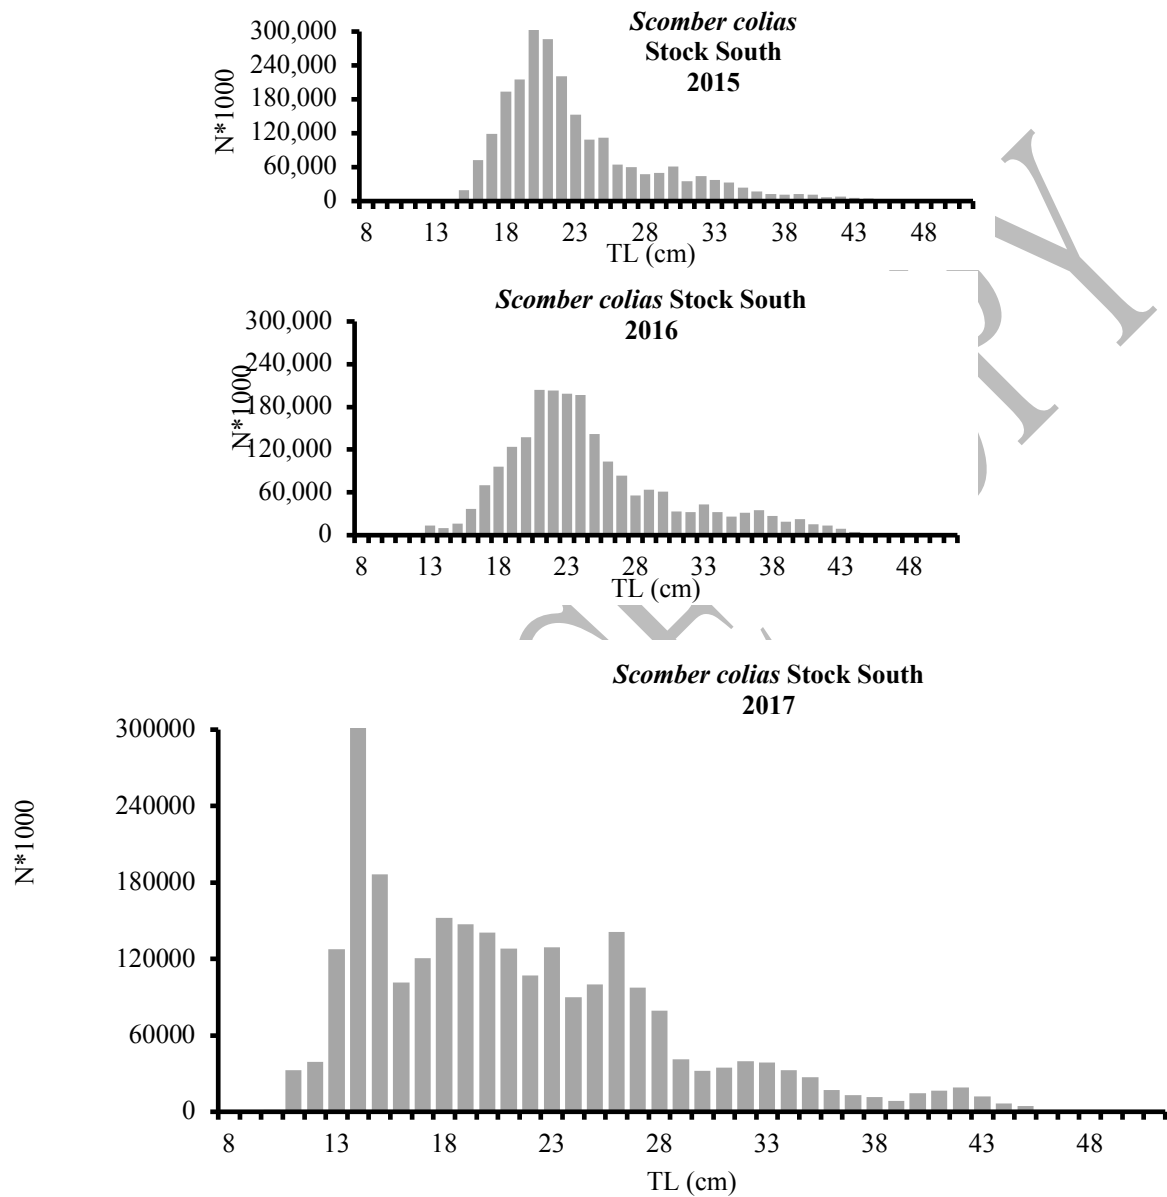 Scomber colias
Stock South
2015
300,000
240,000
180,000
120,000
60,000
0
N*1000
8 13 18 23 28 33 38 43 48
TL (cm)
Scomber colias Stock South
2016
300,000
240,000
180,000
120,000
60,000
0
N*1000
8 13 18 23 28 33 38 43 48
TL (cm)
Scomber colias Stock South
2017
300000
240000
180000
120000
60000
0
N*1000
8 13 18 23 28 33 38 43 48
TL (cm)